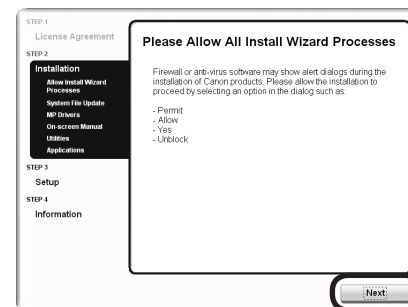 STEP 1
License Agreement
STEP 2
Installation
Allow Install Wizard
Processes
System File Update
MP Drivers
On-screen Manual
Utilities
Applications
STEP 3
Setup
STEP 4
Information
Please Allow All Install Wizard Processes
Firewall or anti-virus software may show alert dialogs during the
installation of Canon products. Please allow the installation to
proceed by selecting an option in the dialog such as:
- Permit
- Allow
- Yes
- Unblock
Next